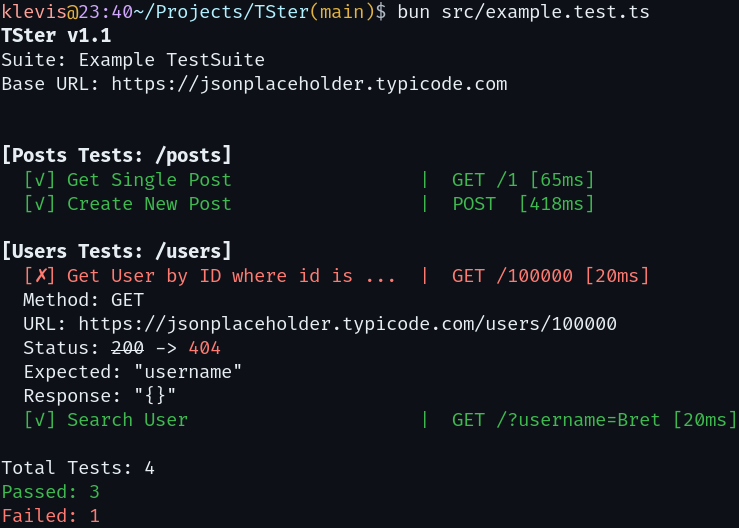 klevis@23:40~/Projects/TSter(main)$ bun src/example.test.ts
TSter v1.1
Suite: Example TestSuite
Base URL: https://jsonplaceholder.typicode.com
[Posts Tests: /posts]
[√] Get Single Post | GET /1 [65ms]
[√] Create New Post | POST [418ms]
[Users Tests: /users]
[✗] Get User by ID where id is ... | GET /100000 [20ms]
Method: GET
URL: https://jsonplaceholder.typicode.com/users/100000
Status: 200 -> 404
Expected: "username"
Response: "{}"
[√] Search User | GET /?username=Bret [20ms]
Total Tests: 4
Passed: 3
Failed: 1